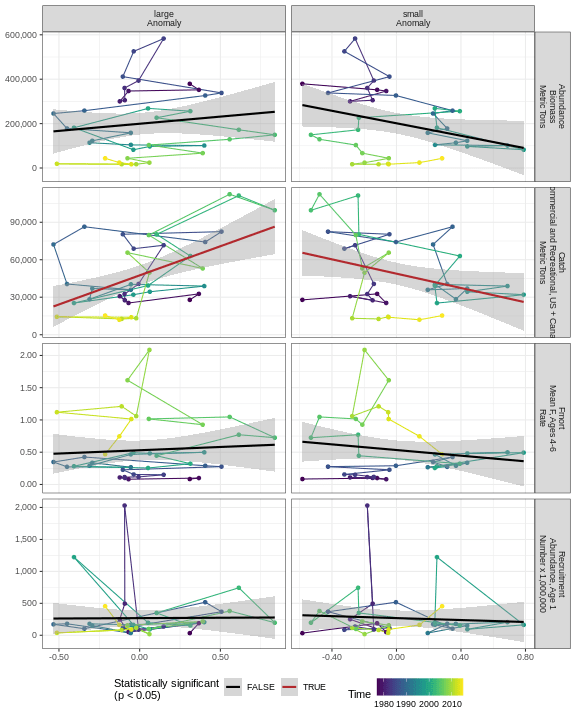 large
Anomaly
small
Anomaly
600,000
400,000
200,000
0
Abundance
Biomass
Metric Tons
90,000
60,000
30,000
0
Catch
ommercial and Recreational, US + Cana
Metric Tons
2.00
1.50
1.00
0.50
0.00
Fmort
Mean F, Ages 4-6
Rate
2,000
1,500
1,000
500
0
Recruitment
Abundance, Age 1
Number x 1,000,000
-0.50 0.00 0.50
-0.40 0.00 0.40 0.80
Statistically significant
(p < 0.05)
FALSE
TRUE
Time
1980 1990 2000 2010